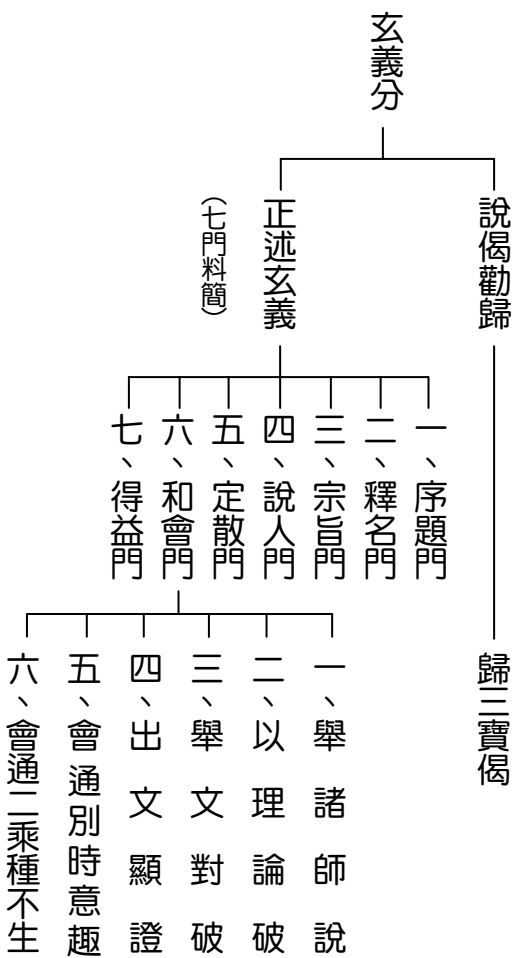 玄義分
說偈勸歸
歸三寶偈
正述玄義
（七門料簡）
一、序題門
二、釋名門
三、宗旨門
四、說人門
五、定散門
六、和會門
七、得益門
一、舉諸師說
二、以理論破
三、舉文對破
四、出文顯證
五、會通別時意趣
六、會通二乘種不生